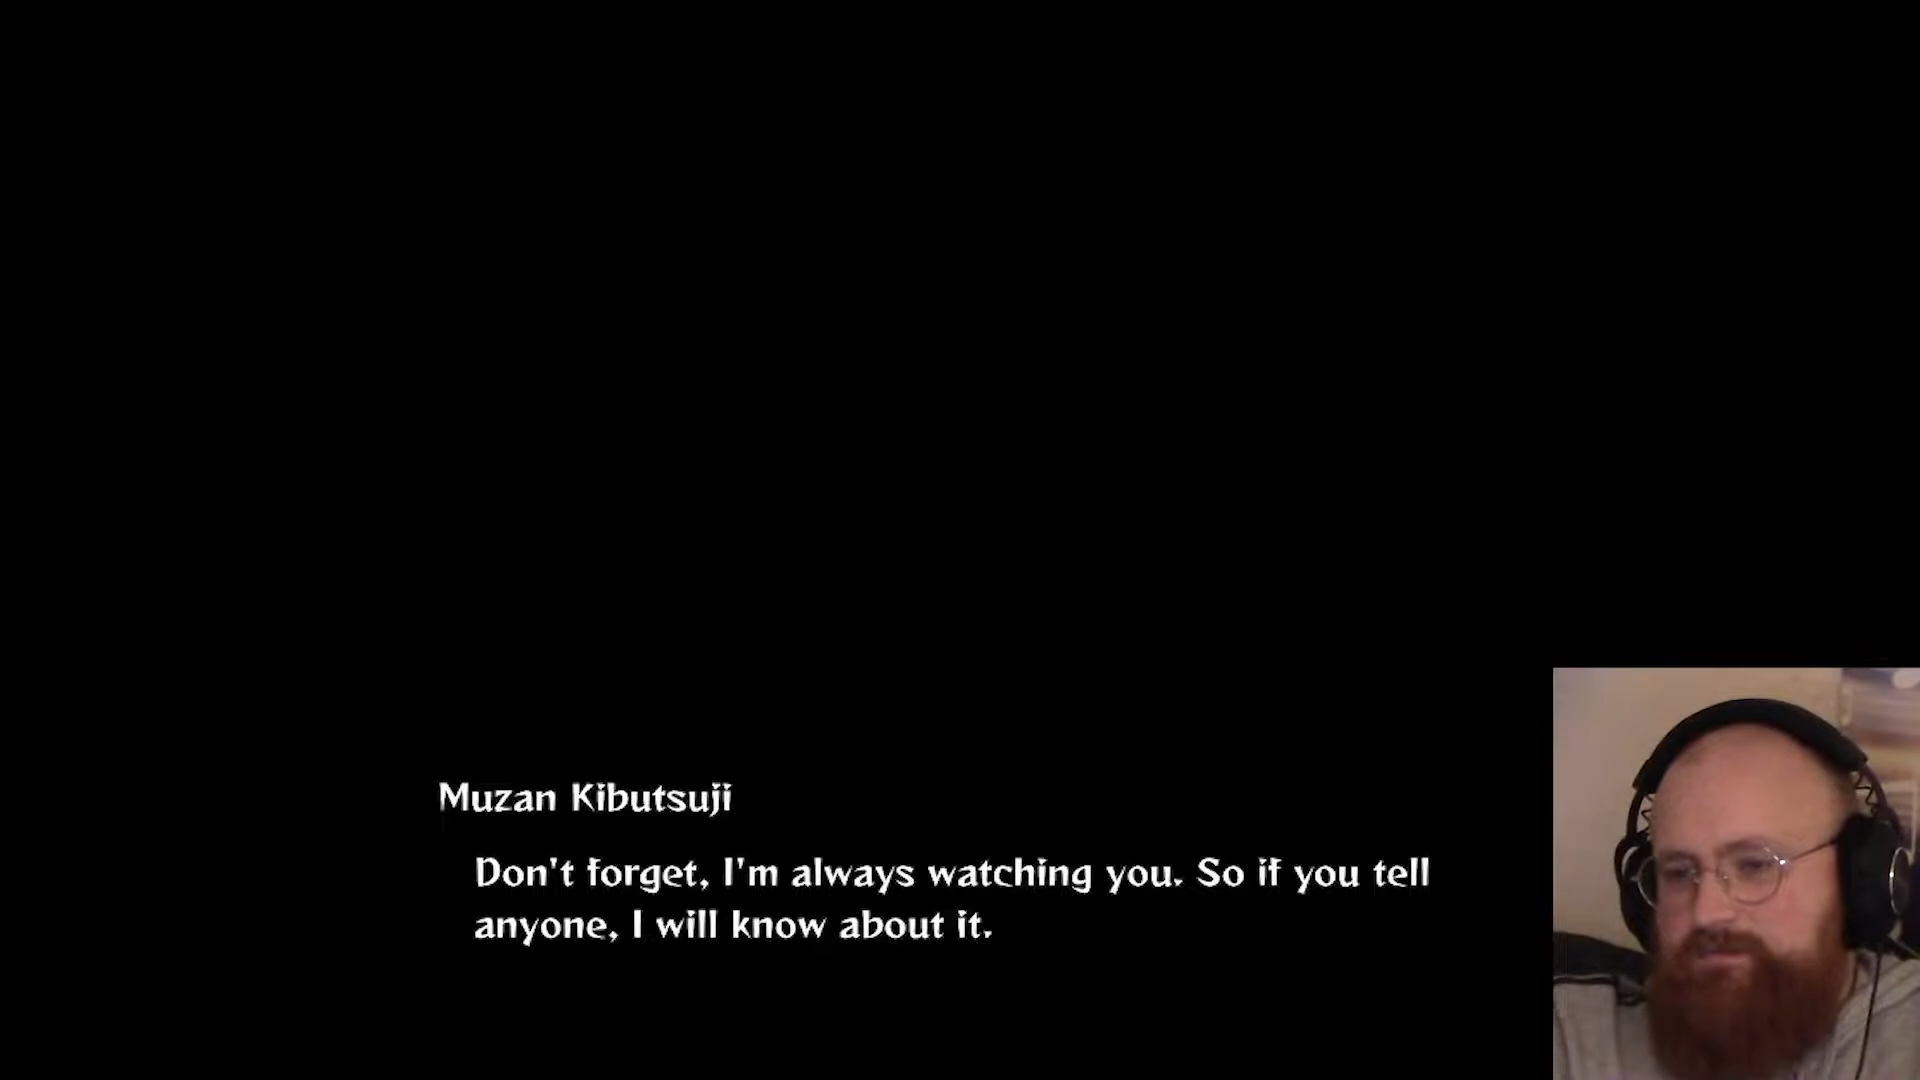 Muzan Kibutsuji
Don't forget, I'm always watching you. So if you tell
anyone, I will know about it.